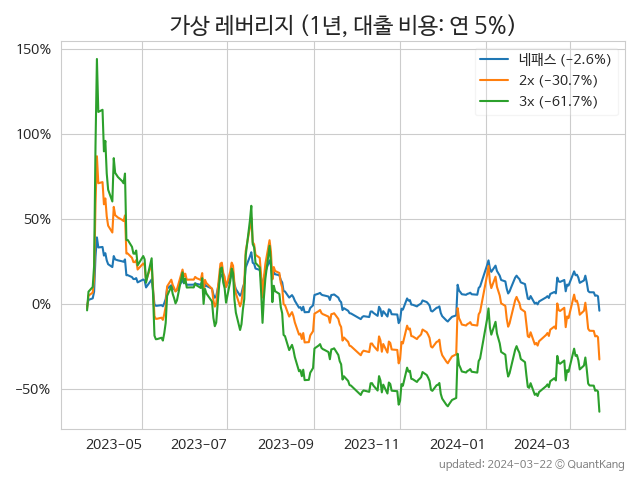 가상 레버리지 (1년, 대출 비용: 연 5%)
150%
100%
50%
0%
−50%
네패스 (−2.6%)
2x (−30.7%)
3x (−61.7%)
2023-05
2023-07
2023-09
2023-11
2024-01
2024-03
updated: 2024-03-22 © QuantKang